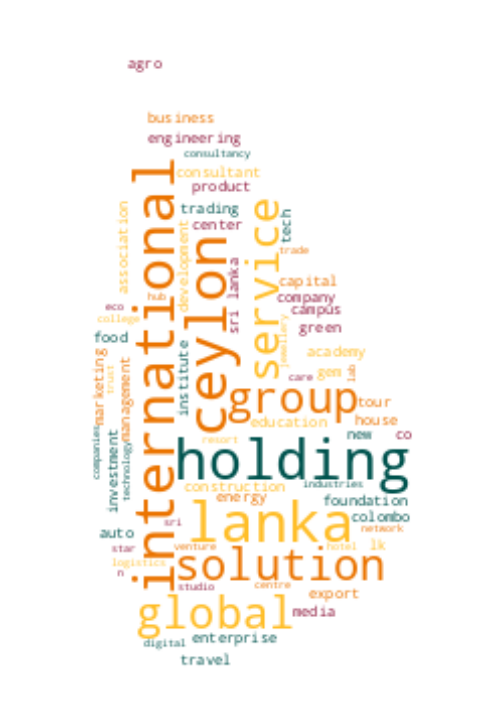 agro
business
engineering
consultancy
consultant
product
international
trading
service
tech
association
development
center
ceylon
trade
sri lanka
capital
hub
company
eco
campus
college
green
food
jewellery
institute
academy
marketing
management
trust
care
gem
lab
group
tour
education
house
companies
investment
technology
resort
new
co
holding
construction
industries
energy
foundation
sri
lanka
colombo
network
auto
star
venture
hotel
lk
logistics
solution
n
studio
centre
export
global
media
digital
enterprise
travel